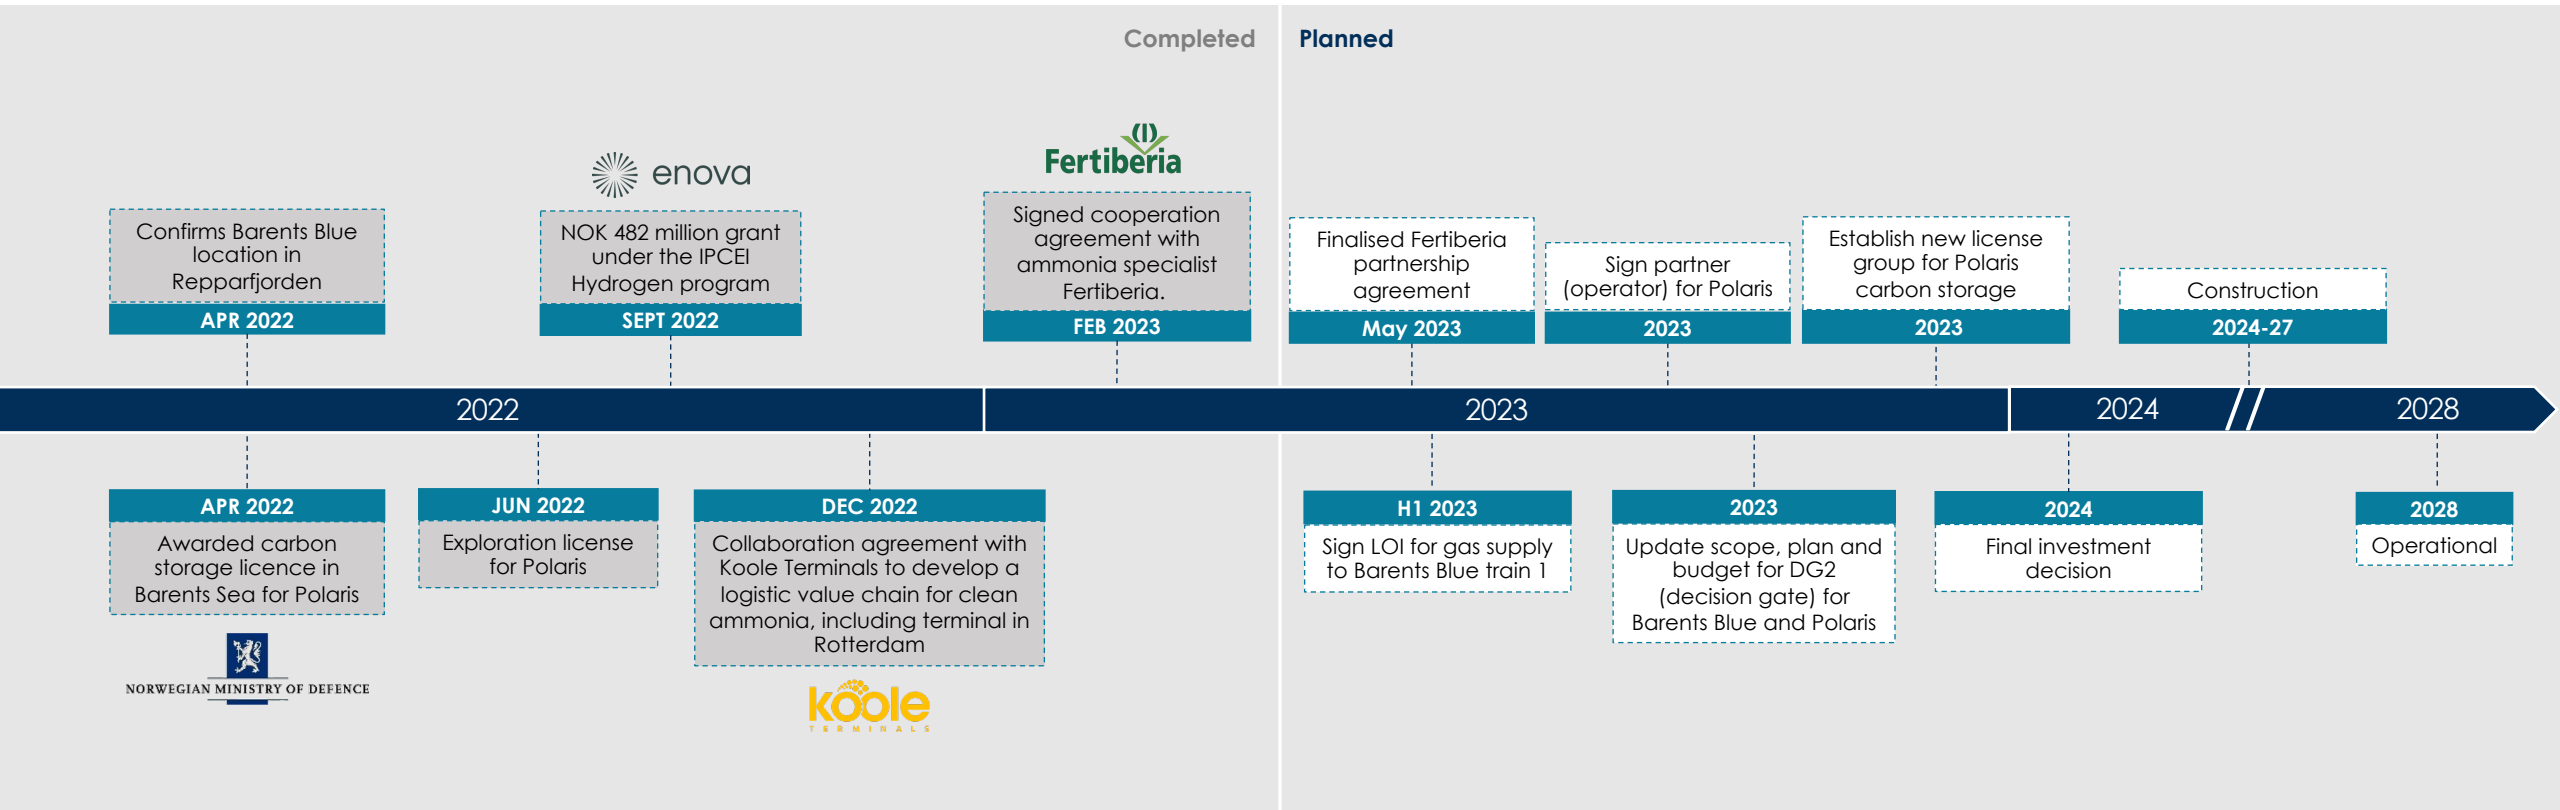 Completed
Planned
enova
Fertiberia
Confirms Barents Blue
location in
Repparfjorden
APR 2022
NOK 482 million grant
under the IPCEI
Hydrogen program
SEPT 2022
Signed cooperation
agreement with
ammonia specialist
Fertiberia.
FEB 2023
Finalised Fertiberia
partnership
agreement
May 2023
Sign partner
(operator) for Polaris
2023
Establish new license
group for Polaris
carbon storage
2023
Construction
2024-27
2022
2023
2024
2028
APR 2022
Awarded carbon
storage licence in
Barents Sea for Polaris
NORWEGIAN MINISTRY OF DEFENCE
JUN 2022
Exploration license
for Polaris
DEC 2022
Collaboration agreement with
Koole Terminals to develop a
logistic value chain for clean
ammonia, including terminal in
Rotterdam
koole
TERMINALS
H1 2023
Sign LOI for gas supply
to Barents Blue train 1
2023
Update scope, plan and
budget for DG2
(decision gate) for
Barents Blue and Polaris
2024
Final investment
decision
2028
Operational